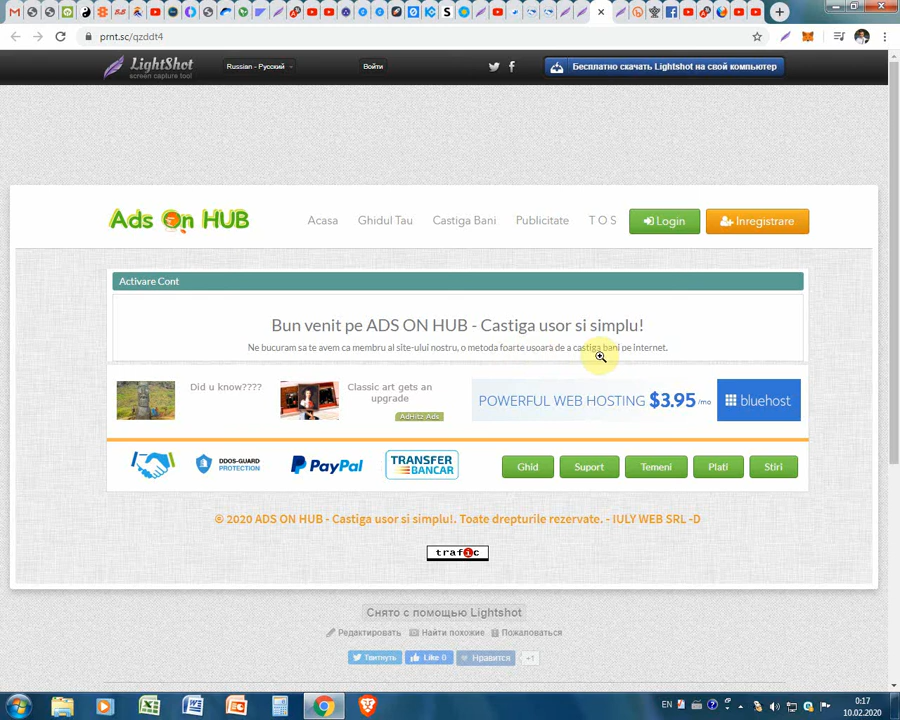 prnt.sc/qzddt4
LightShot
screen capture tool
Russian - Русский
Войти
Бесплатно скачать Lightshot на свой компьютер
Ads On HUB
Acasa
Ghidul Tau
Castiga Bani
Publicitate
T O S
Login
Inregistrare
Activare Cont
Bun venit pe ADS ON HUB - Castiga usor si simplu!
Ne bucuram sa te avem ca membru al site-ului nostru, o metoda foarte usoara de a castiga bani pe internet.
Did u know????
Classic art gets an
upgrade
AdHitz Ads
POWERFUL WEB HOSTING $3.95 /mo
bluehost
DDOS-GUARD
PROTECTION
PayPal
TRANSFER
BANCAR
Ghid
Suport
Temeni
Plati
Stiri
© 2020 ADS ON HUB - Castiga usor si simplu!. Toate drepturile rezervate. - IULY WEB SRL -D
trafic
Снято с помощью Lightshot
Редактировать
Найти похожие
Пожаловаться
Твитнуть
Like 0
Нравится
+1
EN
0:17
10.02.2020